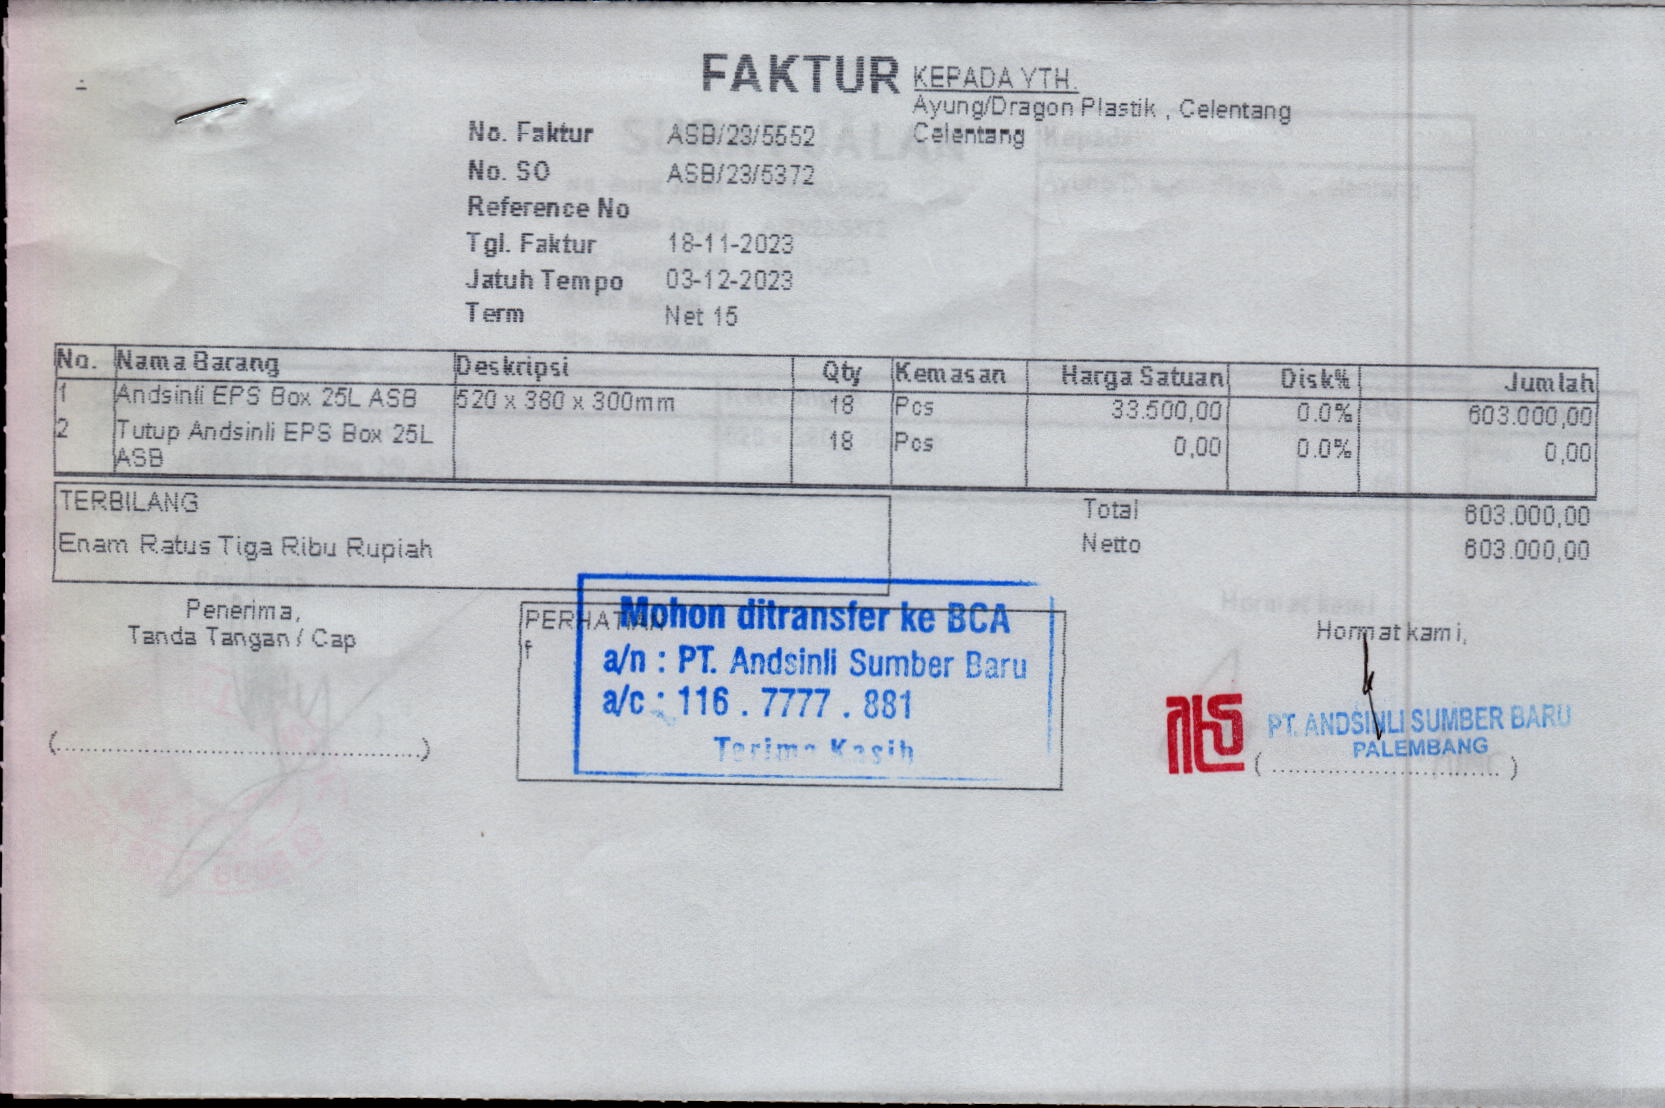 FAKTUR
KEPADA YTH.
Ayung/Dragon Plastik , Celentang
Celentang
No. Faktur ASB/23/5552
No. SO ASB/23/5372
Reference No
Tgl. Faktur 18-11-2023
Jatuh Tempo 03-12-2023
Term Net 15
No. Nama Barang Deskripsi Qty Kemasan Harga Satuan Disk% Jumlah
1 Andsinli EPS Box 25L ASB 520 x 380 x 300mm 18 Pcs 33.500,00 0.0% 603.000,00
2 Tutup Andsinli EPS Box 25L 18 Pcs 0,00 0.0% 0,00
ASB
TERBILANG
Enam Ratus Tiga Ribu Rupiah
Total 603.000,00
Netto 603.000,00
Penerima,
Tanda Tangan / Cap
(......................................................)
PERHATIAN
f
Mohon ditransfer ke BCA
a/n : PT. Andsinli Sumber Baru
a/c : 116 . 7777 . 881
Terima Kasih
Hormat kami,
PT. ANDSINLI SUMBER BARU
PALEMBANG
( .................................. )